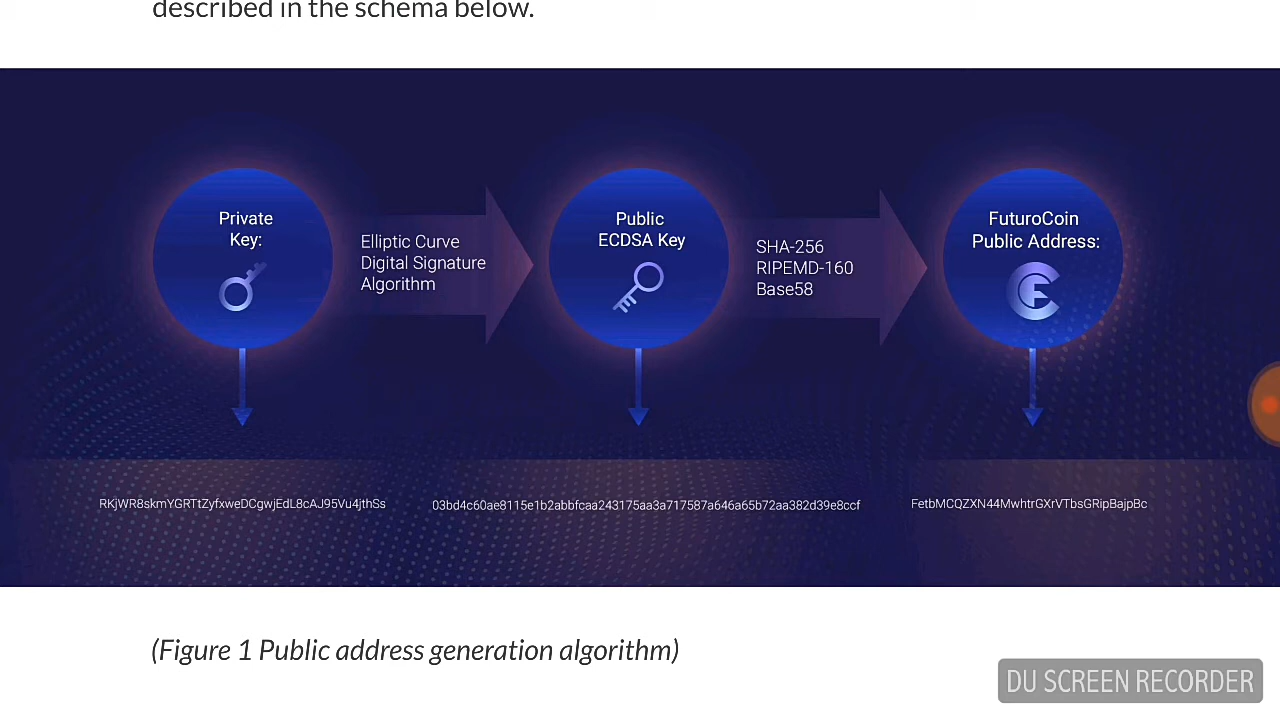 described in the schema below.
Private
Key:
Elliptic Curve
Digital Signature
Algorithm
Public
ECDSA Key
SHA-256
RIPEMD-160
Base58
FuturoCoin
Public Address:
RKjWR8skmYGRTtZyfxweDCgwjEdL8cAJ95Vu4jthSs
03bd4c60ae8115e1b2abbfcaa243175aa3a717587a646a65b72aa382d39e8ccf
FetbMCQZXN44MwhtrGXrVTbsGRipBajpBc
(Figure 1 Public address generation algorithm)
DU SCREEN RECORDER